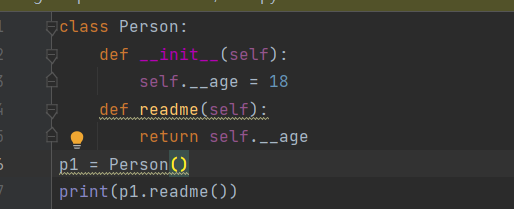 class Person:
    def __init__(self):
        self.__age = 18
    def readme(self):
        return self.__age
p1 = Person()
print(p1.readme())